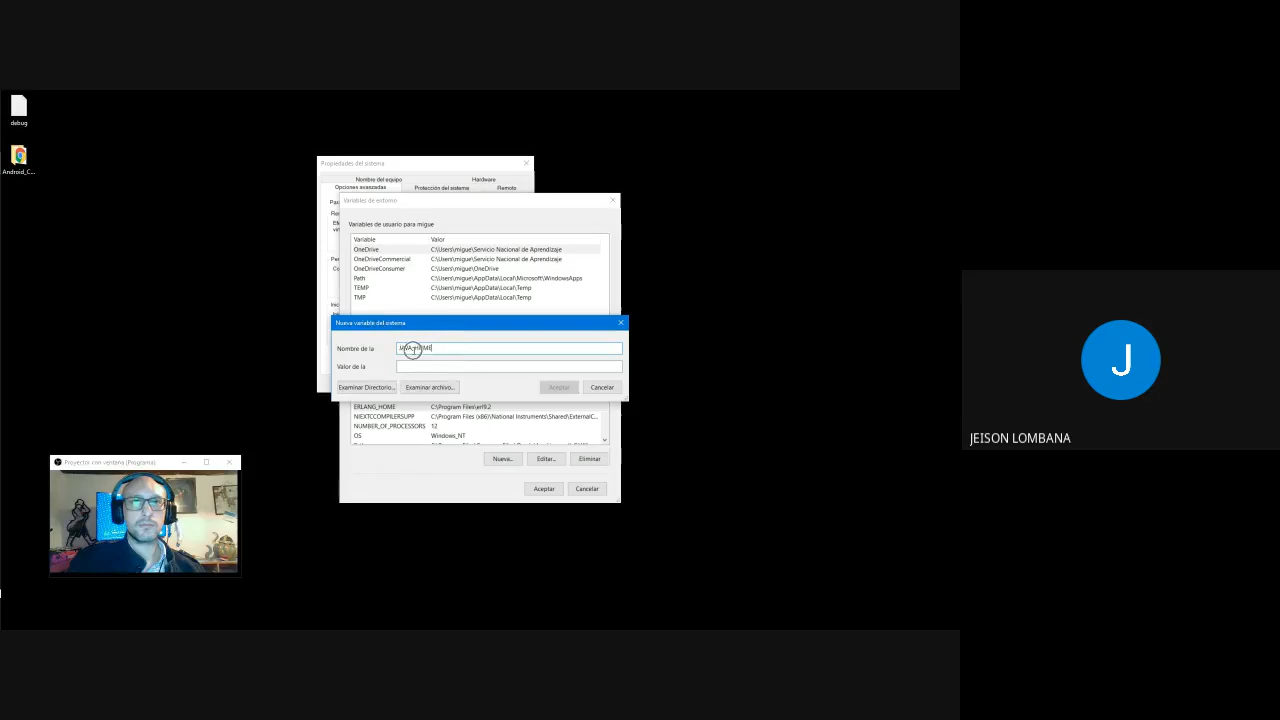 debug
Android_C...
Propiedades del sistema
Nombre del equipo
Hardware
Opciones avanzadas
Protección del sistema
Remoto
Variables de entorno
Variables de usuario para migue
Variable Valor
OneDrive C:\Users\migue\Servicio Nacional de Aprendizaje
OneDriveCommercial C:\Users\migue\Servicio Nacional de Aprendizaje
OneDriveConsumer C:\Users\migue\OneDrive
Path C:\Users\migue\AppData\Local\Microsoft\WindowsApps
TEMP C:\Users\migue\AppData\Local\Temp
TMP C:\Users\migue\AppData\Local\Temp
Nueva variable del sistema
Nombre de la JAVA_HOME
Valor de la
Examinar Directorio... Examinar archivo... Aceptar Cancelar
ERLANG_HOME C:\Program Files\erl9.2
NIEXTCCOMPILERSUPP C:\Program Files (x86)\National Instruments\Shared\ExternalC...
NUMBER_OF_PROCESSORS 12
OS Windows_NT
Nueva... Editar... Eliminar
Aceptar Cancelar
Proyector con ventana (Programa)
J
JEISON LOMBANA